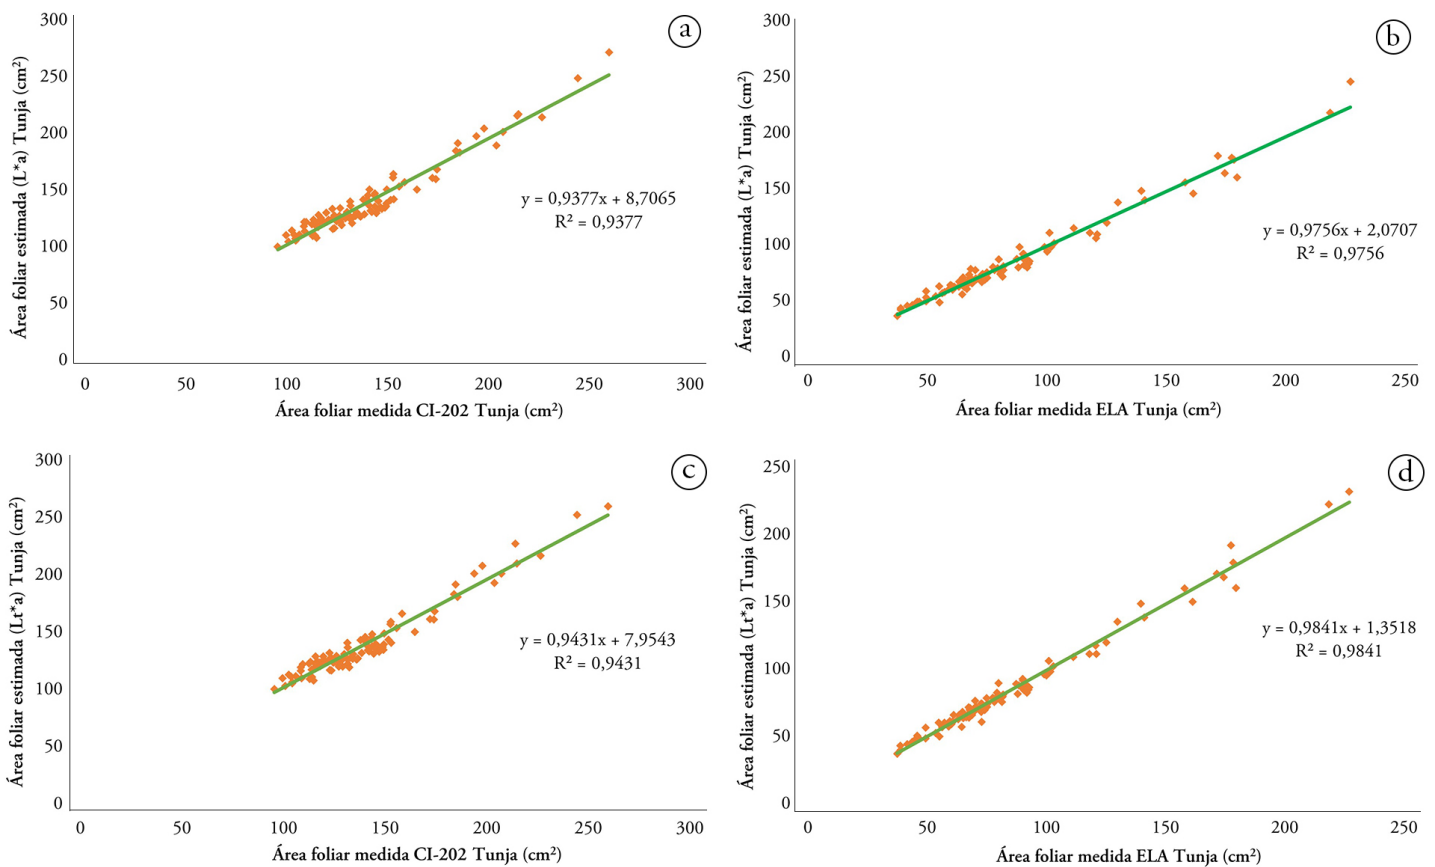 300
250
200
150
100
50
0
Área foliar estimada (L*a) Tunja (cm²)
a
y = 0,9377x + 8,7065
R² = 0,9377
0 50 100 150 200 250 300
Área foliar medida CI-202 Tunja (cm²)
300
250
200
150
100
50
0
Área foliar estimada (L*a) Tunja (cm²)
b
y = 0,9756x + 2,0707
R² = 0,9756
0 50 100 150 200 250
Área foliar medida ELA Tunja (cm²)
300
250
200
150
100
50
0
Área foliar estimada (Lt*a) Tunja (cm²)
c
y = 0,9431x + 7,9543
R² = 0,9431
0 50 100 150 200 250 300
Área foliar medida CI-202 Tunja (cm²)
250
200
150
100
50
0
Área foliar estimada (Lt*a) Tunja (cm²)
d
y = 0,9841x + 1,3518
R² = 0,9841
0 50 100 150 200 250
Área foliar medida ELA Tunja (cm²)